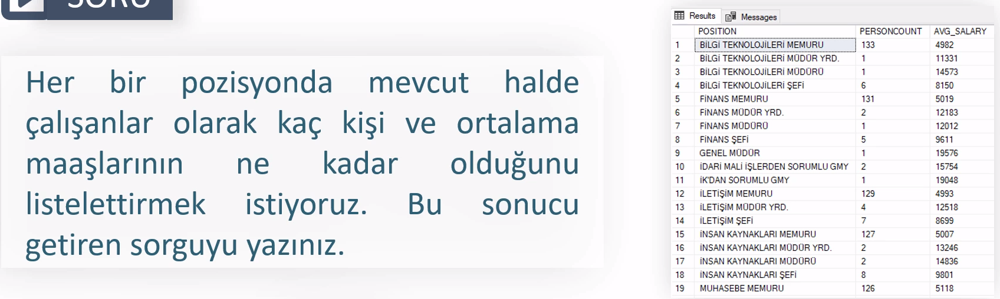 SORU
Her bir pozisyonda mevcut halde
çalışanlar olarak kaç kişi ve ortalama
maaşlarının ne kadar olduğunu
listelettirmek istiyoruz. Bu sonucu
getiren sorguyu yazınız.
Results Messages
POSITION PERSONCOUNT AVG_SALARY
1 BİLGİ TEKNOLOJİLERİ MEMURU 133 4982
2 BİLGİ TEKNOLOJİLERİ MÜDÜR YRD. 1 11331
3 BİLGİ TEKNOLOJİLERİ MÜDÜRÜ 1 14573
4 BİLGİ TEKNOLOJİLERİ ŞEFİ 6 8150
5 FİNANS MEMURU 131 5019
6 FİNANS MÜDÜR YRD. 2 12183
7 FİNANS MÜDÜRÜ 1 12012
8 FİNANS ŞEFİ 5 9611
9 GENEL MÜDÜR 1 19576
10 İDARİ MALİ İŞLERDEN SORUMLU GMY 2 15754
11 İK'DAN SORUMLU GMY 1 19048
12 İLETİŞİM MEMURU 129 4993
13 İLETİŞİM MÜDÜR YRD. 4 12518
14 İLETİŞİM ŞEFİ 7 8699
15 İNSAN KAYNAKLARI MEMURU 127 5007
16 İNSAN KAYNAKLARI MÜDÜR YRD. 2 13246
17 İNSAN KAYNAKLARI MÜDÜRÜ 2 14836
18 İNSAN KAYNAKLARI ŞEFİ 8 9801
19 MUHASEBE MEMURU 126 5118